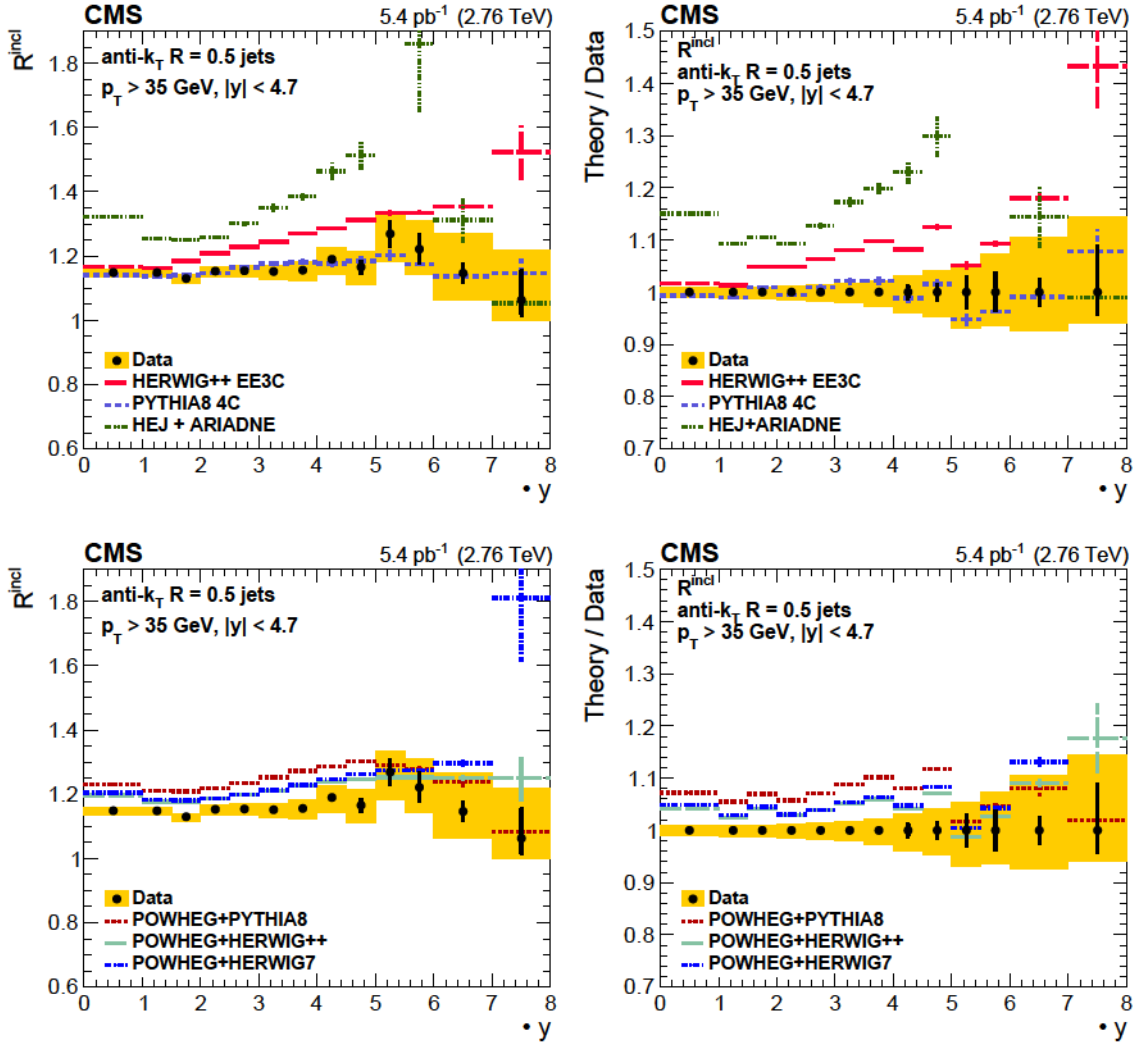 CMS 5.4 pb⁻¹ (2.76 TeV)
R^incl
anti-k_T R = 0.5 jets
p_T > 35 GeV, |y| < 4.7
1.8
1.6
1.4
1.2
1
0.8
0.6
Data
HERWIG++ EE3C
PYTHIA8 4C
HEJ + ARIADNE
0 1 2 3 4 5 6 7 8
• y
CMS 5.4 pb⁻¹ (2.76 TeV)
Theory / Data
R^incl
anti-k_T R = 0.5 jets
p_T > 35 GeV, |y| < 4.7
1.5
1.4
1.3
1.2
1.1
1
0.9
0.8
0.7
Data
HERWIG++ EE3C
PYTHIA8 4C
HEJ+ARIADNE
0 1 2 3 4 5 6 7 8
• y
CMS 5.4 pb⁻¹ (2.76 TeV)
R^incl
anti-k_T R = 0.5 jets
p_T > 35 GeV, |y| < 4.7
1.8
1.6
1.4
1.2
1
0.8
0.6
Data
POWHEG+PYTHIA8
POWHEG+HERWIG++
POWHEG+HERWIG7
0 1 2 3 4 5 6 7 8
• y
CMS 5.4 pb⁻¹ (2.76 TeV)
Theory / Data
R^incl
anti-k_T R = 0.5 jets
p_T > 35 GeV, |y| < 4.7
1.5
1.4
1.3
1.2
1.1
1
0.9
0.8
0.7
Data
POWHEG+PYTHIA8
POWHEG+HERWIG++
POWHEG+HERWIG7
0 1 2 3 4 5 6 7 8
• y